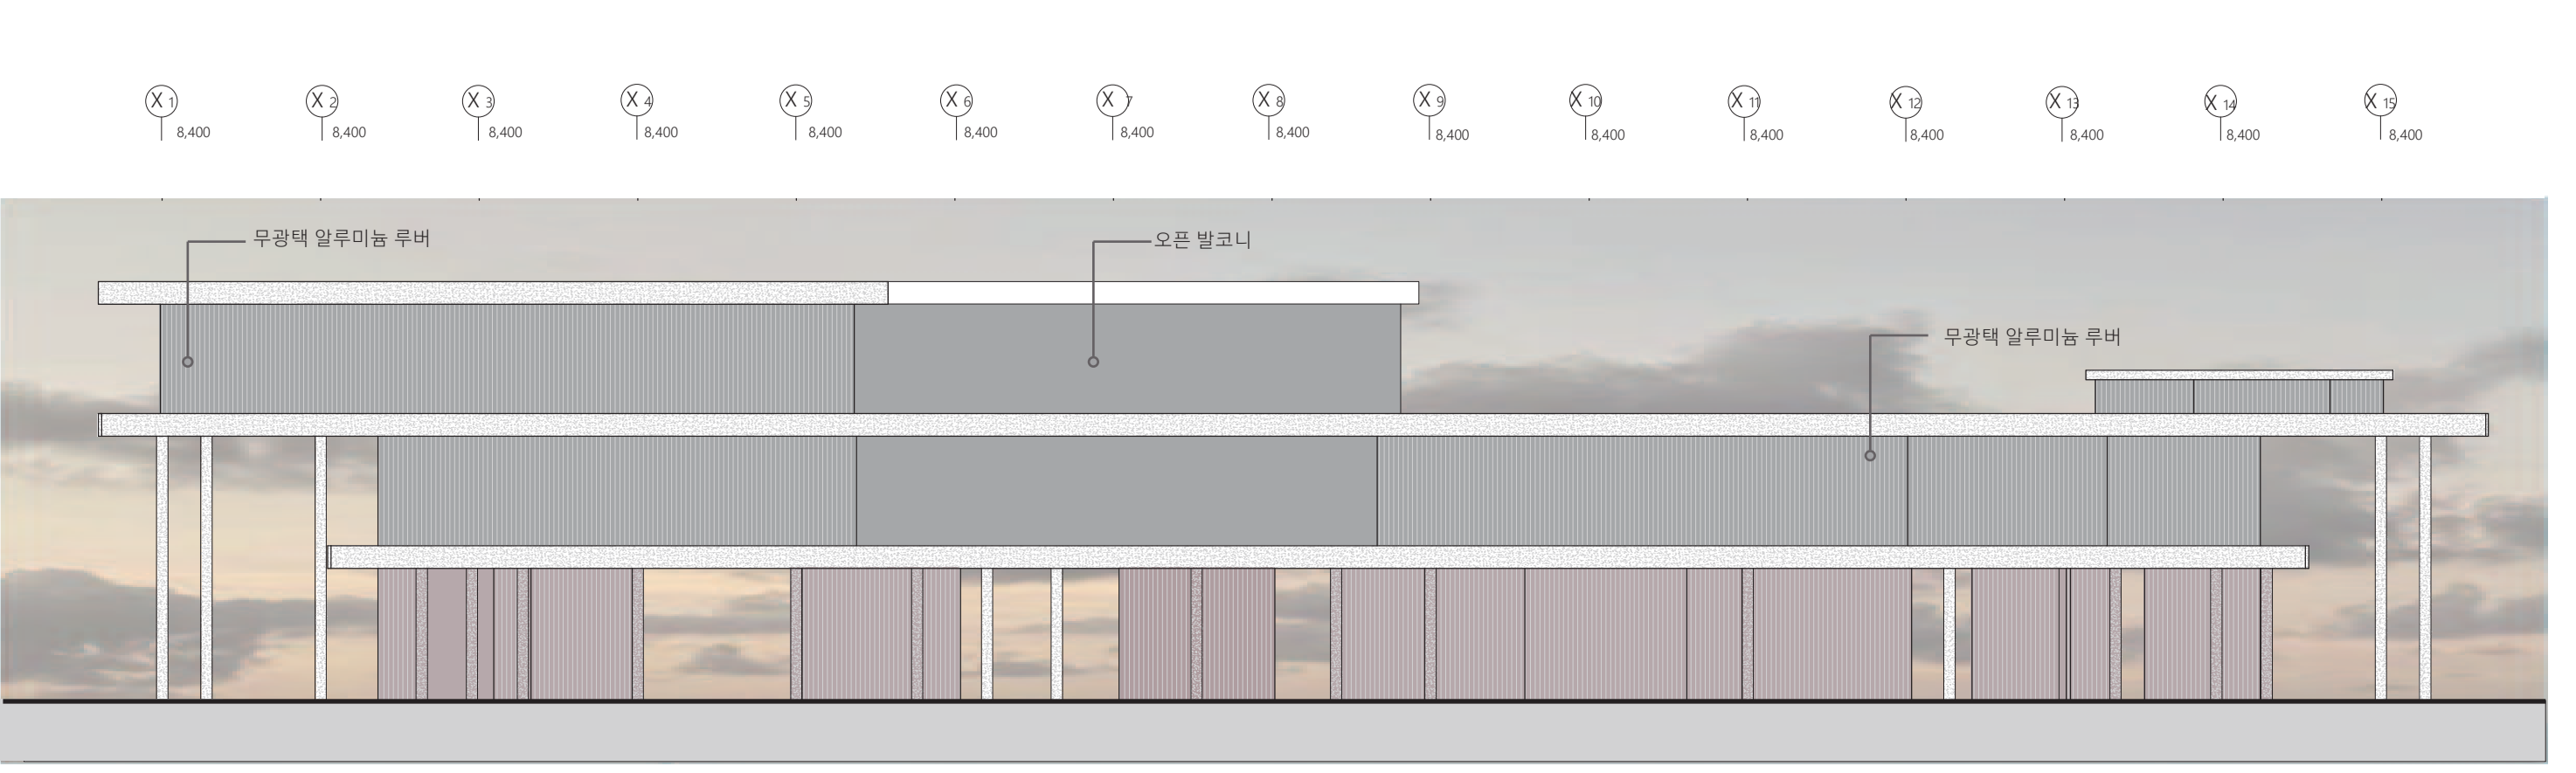 X 1 X 2 X 3 X 4 X 5 X 6 X 7 X 8 X 9 X 10 X 11 X 12 X 13 X 14 X 15
8,400 8,400 8,400 8,400 8,400 8,400 8,400 8,400 8,400 8,400 8,400 8,400 8,400 8,400 8,400
무광택 알루미늄 루버
오픈 발코니
무광택 알루미늄 루버